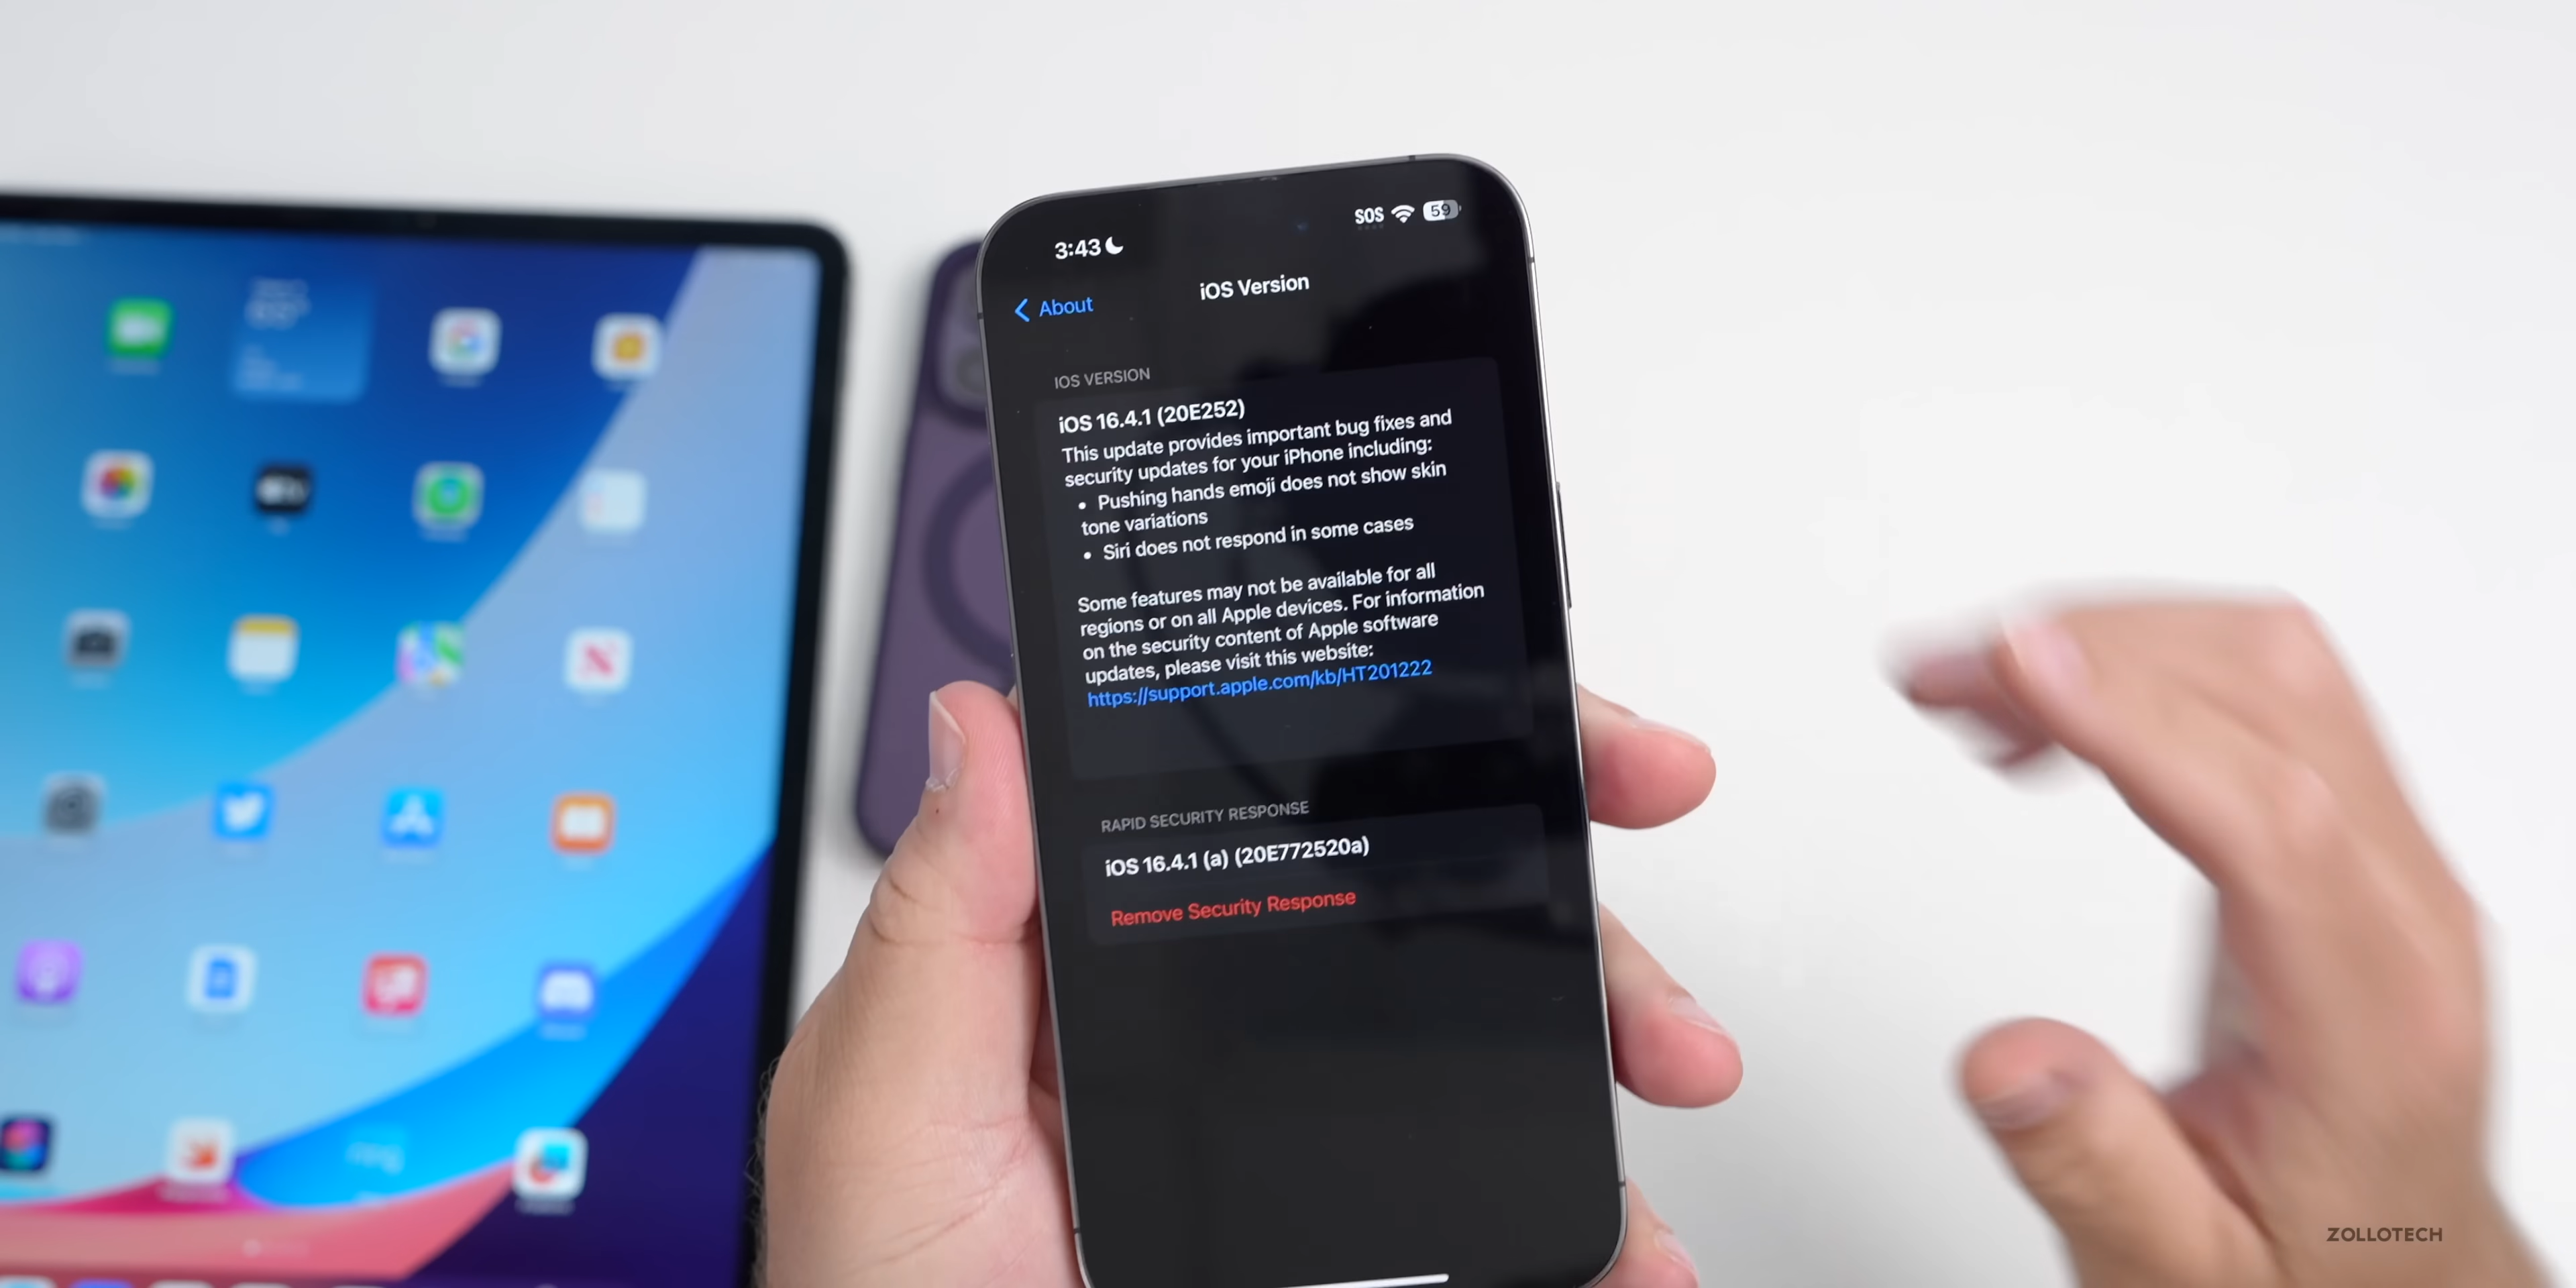 3:43
SOS
59
About
iOS Version
IOS VERSION
iOS 16.4.1 (20E252)
This update provides important bug fixes and
security updates for your iPhone including:
• Pushing hands emoji does not show skin
tone variations
• Siri does not respond in some cases
Some features may not be available for all
regions or on all Apple devices. For information
on the security content of Apple software
updates, please visit this website:
https://support.apple.com/kb/HT201222
RAPID SECURITY RESPONSE
iOS 16.4.1 (a) (20E772520a)
Remove Security Response
ZOLLOTECH